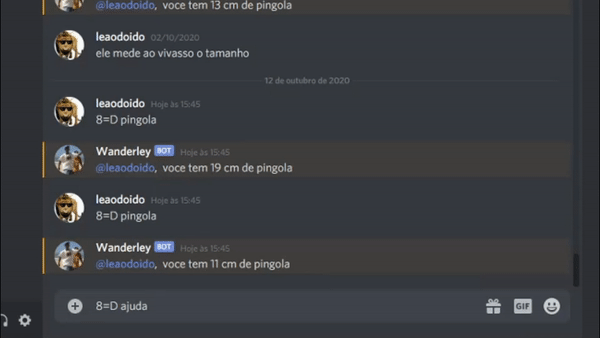 @leaodoido, voce tem 13 cm de pingola
leaodoido 02/10/2020
ele mede ao vivasso o tamanho
12 de outubro de 2020
leaodoido Hoje às 15:45
8=D pingola
Wanderley BOT Hoje às 15:45
@leaodoido, voce tem 19 cm de pingola
leaodoido Hoje às 15:45
8=D pingola
Wanderley BOT Hoje às 15:45
@leaodoido, voce tem 11 cm de pingola
8=D ajuda
GIF